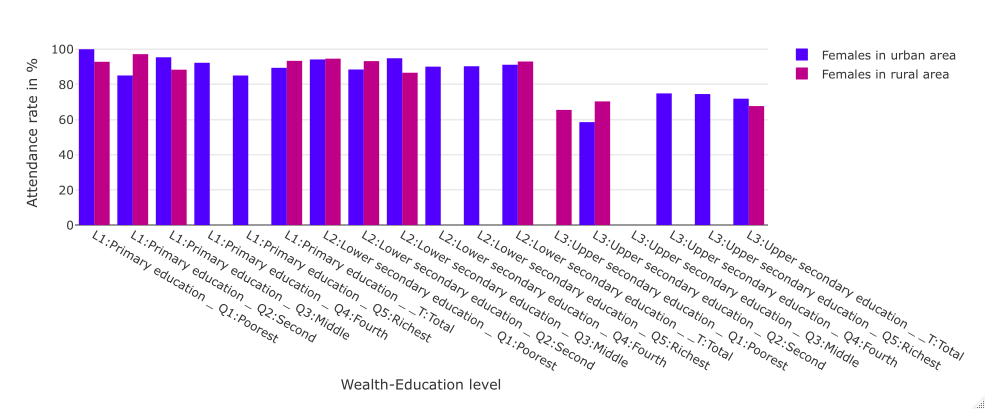 100
80
60
40
20
0
Attendance rate in %
L1:Primary education _ Q1:Poorest
L1:Primary education _ Q2:Second
L1:Primary education _ Q3:Middle
L1:Primary education _ Q4:Fourth
L1:Primary education _ Q5:Richest
L1:Primary education _ _T:Total
L2:Lower secondary education _ Q1:Poorest
L2:Lower secondary education _ Q2:Second
L2:Lower secondary education _ Q3:Middle
L2:Lower secondary education _ Q4:Fourth
L2:Lower secondary education _ Q5:Richest
L2:Lower secondary education _ _T:Total
L3:Upper secondary education _ Q1:Poorest
L3:Upper secondary education _ Q2:Second
L3:Upper secondary education _ Q3:Middle
L3:Upper secondary education _ Q4:Fourth
L3:Upper secondary education _ Q5:Richest
L3:Upper secondary education _ _T:Total
Wealth-Education level
Females in urban area
Females in rural area